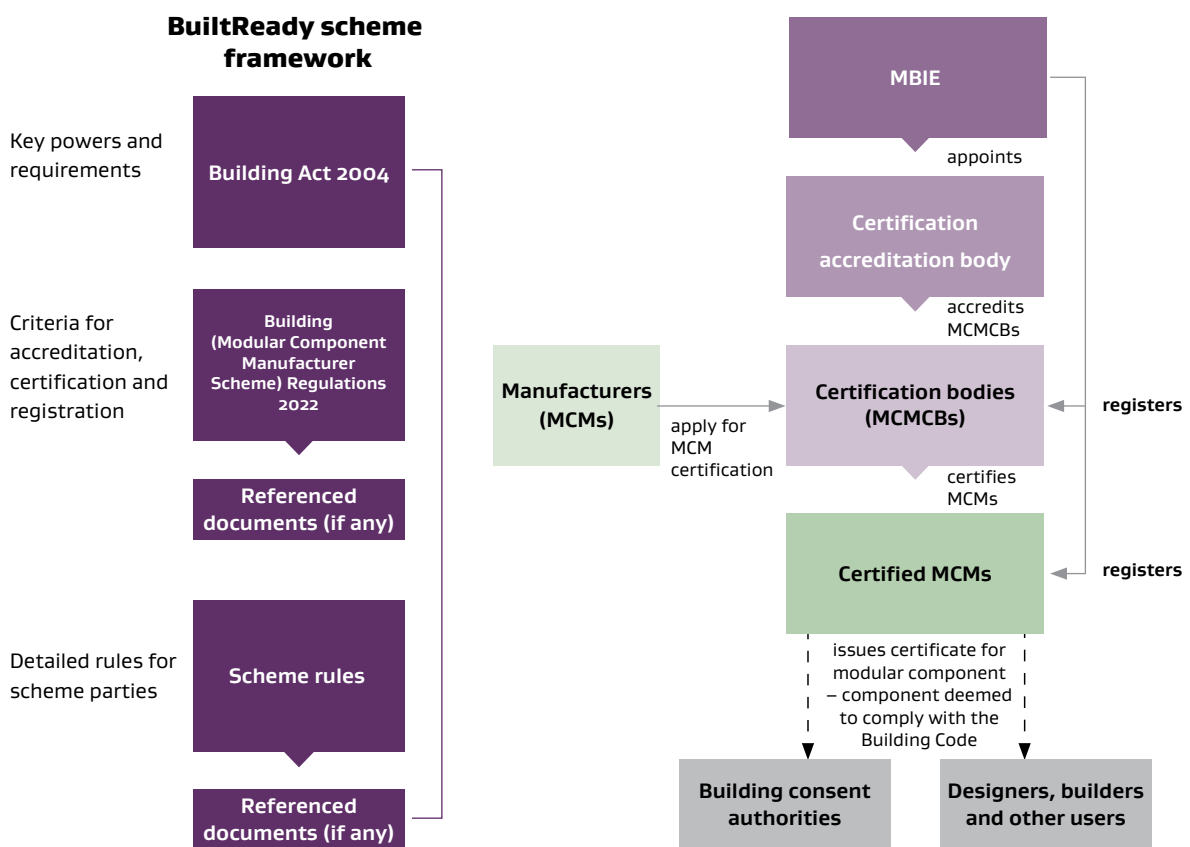 BuiltReady scheme
framework
Key powers and
requirements
Building Act 2004
Criteria for
accreditation,
certification and
registration
Building
(Modular Component
Manufacturer
Scheme) Regulations
2022
Referenced
documents (if any)
Detailed rules for
scheme parties
Scheme rules
Referenced
documents (if any)
MBIE
appoints
Certification
accreditation body
accredits
MCMCBs
Manufacturers
(MCMs)
apply for
MCM
certification
Certification bodies
(MCMCBs)
registers
certifies
MCMs
Certified MCMs
registers
issues certificate for
modular component
– component deemed
to comply with the
Building Code
Building consent
authorities
Designers, builders
and other users